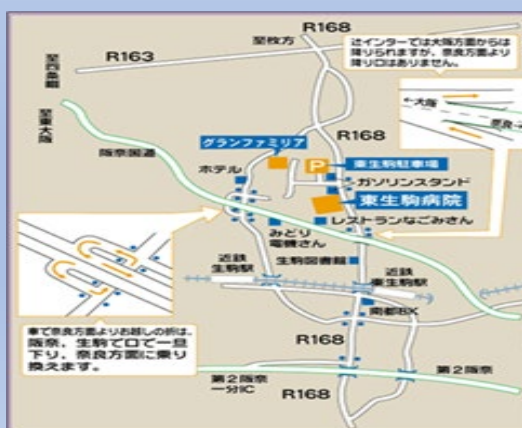 R168
至枚方
R163
至四條畷
辻インターでは大阪方面からは
降りられますが、奈良方面より
降り口はありません。
←大阪
奈良→
至東大阪
R168
グランファミリア
P
東生駒駐車場
阪奈国道
ホテル
ガソリンスタンド
東生駒病院
レストランなごみさん
みどり
電機さん
生駒図書館
近鉄
生駒駅
近鉄
東生駒駅
南都BK
車で奈良方面よりお越しの折は、
阪奈、生駒で口で一旦
下り、奈良方面に乗り
換えます。
R168
第2阪奈
一分IC
第2阪奈
R168